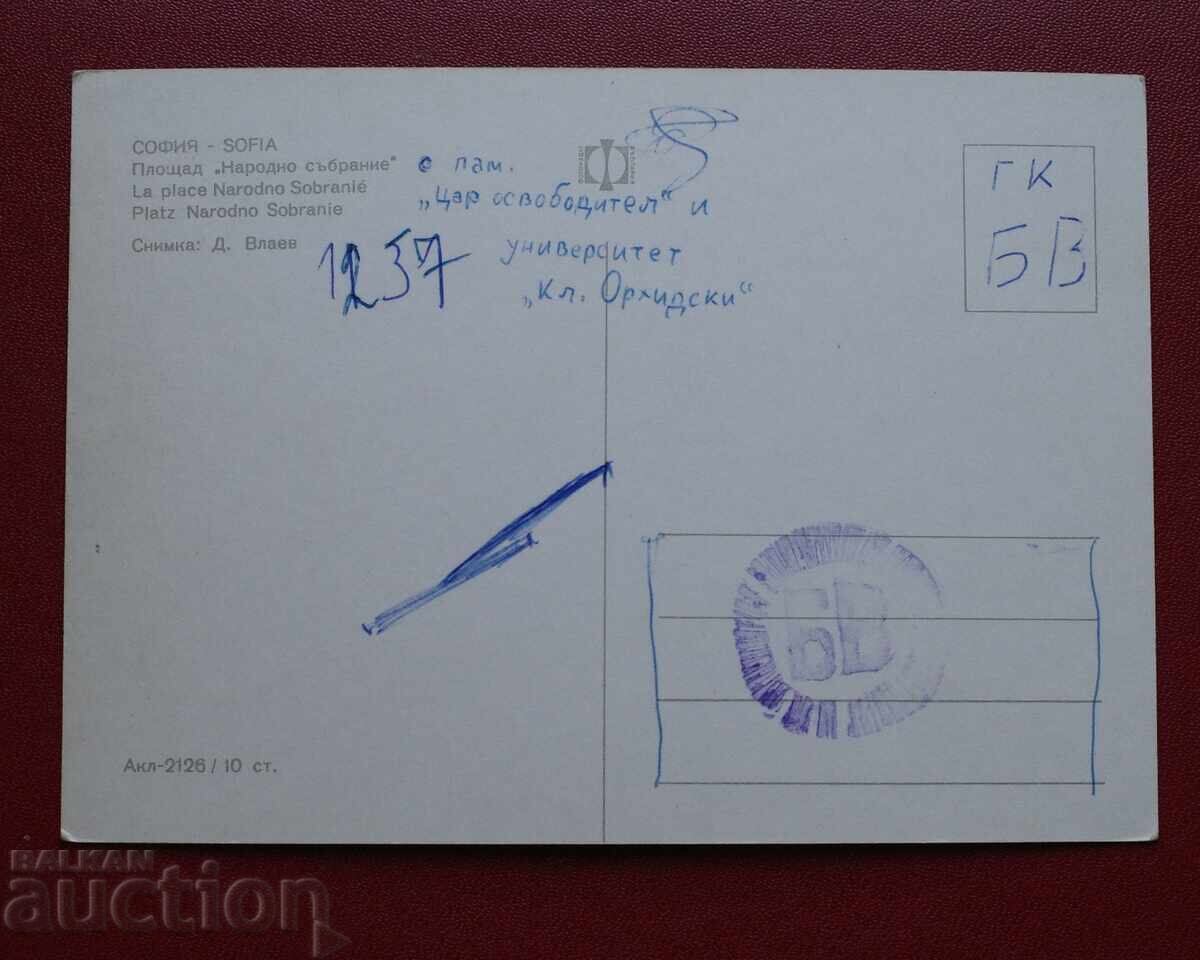 СОФИЯ - SOFIA
Площад „Народно събрание" с пам.
La place Narodno Sobranié „Цар освободител" и
Platz Narodno Sobranie
Снимка: Д. Влаев
университет
„Кл. Орхидски"
1237
ГК
БВ
БВ
Акл-2126 / 10 ст.
BALKAN
auction